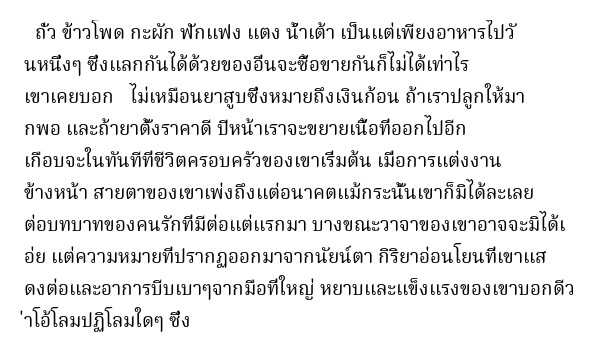 ถั่ว ข้าวโพด กะผัก ฟักแฟง แตง น้ำเต้า เป็นแต่เพียงอาหารไปวั
นหนึ่งๆ ซึ่งแลกกันได้ด้วยของอื่นจะซื้อขายกันก็ไม่ได้เท่าไร
เขาเคยบอก ไม่เหมือนยาสูบซึ่งหมายถึงเงินก้อน ถ้าเราปลูกให้มา
กพอ และถ้ายาตั้งราคาดี ปีหน้าเราจะขยายเนื้อที่ออกไปอีก
เกือบจะในทันทีที่ชีวิตครอบครัวของเขาเริ่มต้น เมื่อการแต่งงาน
ข้างหน้า สายตาของเขาเพ่งถึงแต่อนาคตแม้กระนั้นเขาก็มิได้ละเลย
ต่อบทบาทของคนรักที่มีต่อแต่แรกมา บางขณะวาจาของเขาอาจจะมิได้เ
อ่ย แต่ความหมายที่ปรากฏออกมาจากนัยน์ตา กิริยาอ่อนโยนที่เขาแส
ดงต่อและอาการบีบเบาๆจากมือที่ใหญ่ หยาบและแข็งแรงของเขาบอกดีว
่าโอ้โลมปฏิโลมใดๆ ซึ่ง